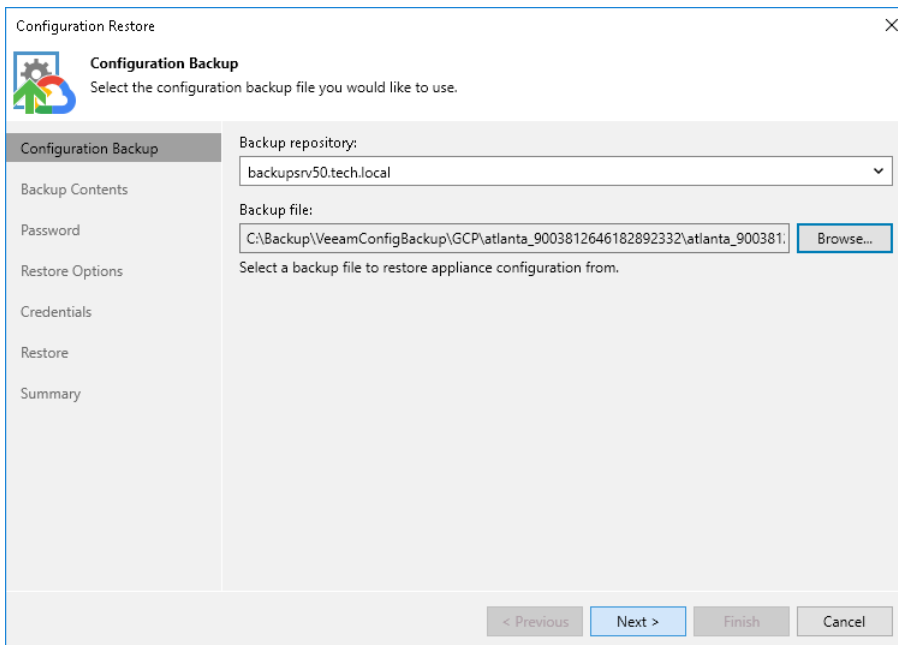 Configuration Restore
Configuration Backup
Select the configuration backup file you would like to use.
Configuration Backup
Backup Contents
Password
Restore Options
Credentials
Restore
Summary
Backup repository:
backupsrv50.tech.local
Backup file:
C:\Backup\VeeamConfigBackup\GCP\atlanta_9003812646182892332\atlanta_900381
Browse...
Select a backup file to restore appliance configuration from.
< Previous
Next >
Finish
Cancel